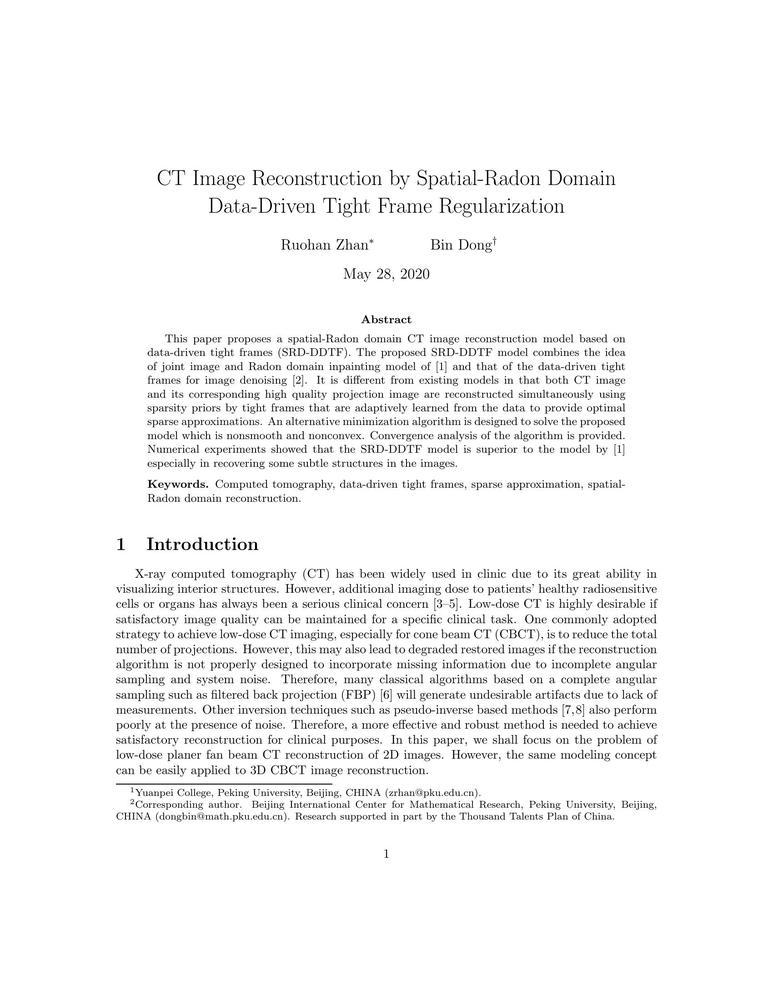 CT Image Reconstruction by Spatial-Radon Domain
Data-Driven Tight Frame Regularization
Ruohan Zhan* Bin Dong†
May 28, 2020
Abstract
This paper proposes a spatial-Radon domain CT image reconstruction model based on
data-driven tight frames (SRD-DDTF). The proposed SRD-DDTF model combines the idea
of joint image and Radon domain inpainting model of [1] and that of the data-driven tight
frames for image denoising [2]. It is different from existing models in that both CT image
and its corresponding high quality projection image are reconstructed simultaneously using
sparsity priors by tight frames that are adaptively learned from the data to provide optimal
sparse approximations. An alternative minimization algorithm is designed to solve the proposed
model which is nonsmooth and nonconvex. Convergence analysis of the algorithm is provided.
Numerical experiments showed that the SRD-DDTF model is superior to the model by [1]
especially in recovering some subtle structures in the images.
Keywords. Computed tomography, data-driven tight frames, sparse approximation, spatial-
Radon domain reconstruction.
1 Introduction
X-ray computed tomography (CT) has been widely used in clinic due to its great ability in
visualizing interior structures. However, additional imaging dose to patients' healthy radiosensitive
cells or organs has always been a serious clinical concern [3–5]. Low-dose CT is highly desirable if
satisfactory image quality can be maintained for a specific clinical task. One commonly adopted
strategy to achieve low-dose CT imaging, especially for cone beam CT (CBCT), is to reduce the total
number of projections. However, this may also lead to degraded restored images if the reconstruction
algorithm is not properly designed to incorporate missing information due to incomplete angular
sampling and system noise. Therefore, many classical algorithms based on a complete angular
sampling such as filtered back projection (FBP) [6] will generate undesirable artifacts due to lack of
measurements. Other inversion techniques such as pseudo-inverse based methods [7,8] also perform
poorly at the presence of noise. Therefore, a more effective and robust method is needed to achieve
satisfactory reconstruction for clinical purposes. In this paper, we shall focus on the problem of
low-dose planer fan beam CT reconstruction of 2D images. However, the same modeling concept
can be easily applied to 3D CBCT image reconstruction.
1Yuanpei College, Peking University, Beijing, CHINA (zrhan@pku.edu.cn).
2Corresponding author. Beijing International Center for Mathematical Research, Peking University, Beijing,
CHINA (dongbin@math.pku.edu.cn). Research supported in part by the Thousand Talents Plan of China.
1